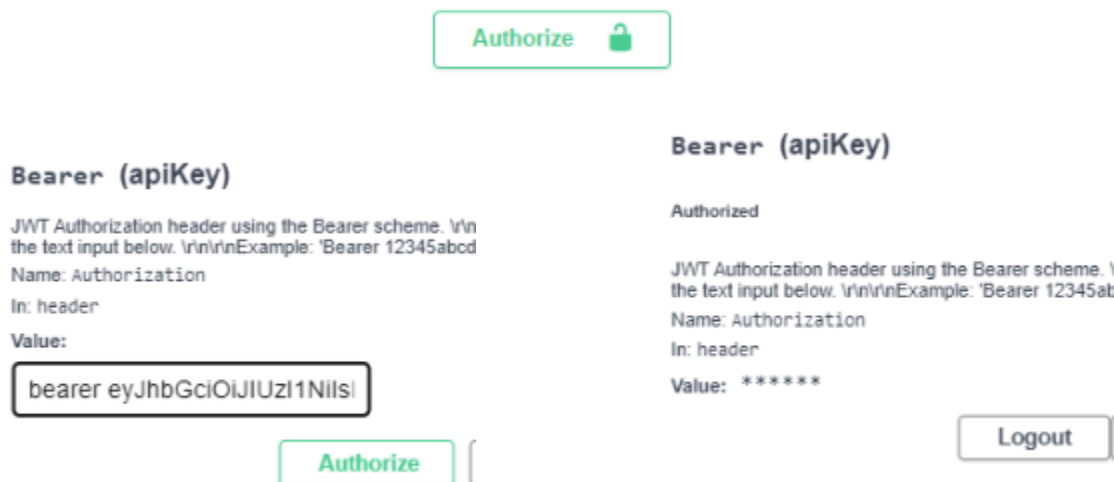 Authorize
Bearer (apiKey)
JWT Authorization header using the Bearer scheme. \r\n
the text input below. \r\n\r\nExample: 'Bearer 12345abcd
Name: Authorization
In: header
Value:
bearer eyJhbGciOiJIUzI1NiIsI
Authorize
Bearer (apiKey)
Authorized
JWT Authorization header using the Bearer scheme. \
the text input below. \r\n\r\nExample: 'Bearer 12345ab
Name: Authorization
In: header
Value: ******
Logout